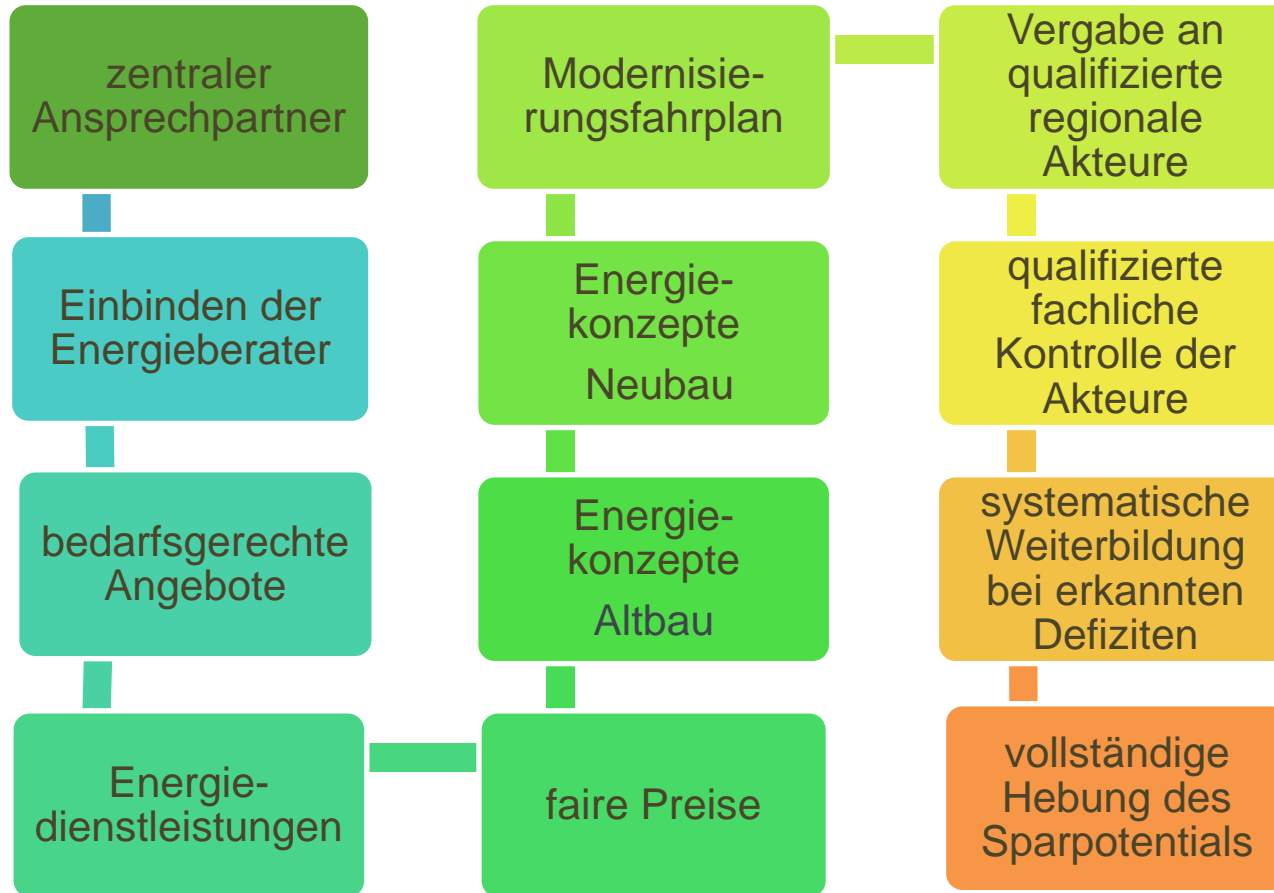 zentraler
Ansprechpartner
Einbinden der
Energieberater
bedarfsgerechte
Angebote
Energie-
dienstleistungen
faire Preise
Energie-
konzepte
Altbau
Energie-
konzepte
Neubau
Modernisie-
rungsfahrplan
Vergabe an
qualifizierte
regionale
Akteure
qualifizierte
fachliche
Kontrolle der
Akteure
systematische
Weiterbildung
bei erkannten
Defiziten
vollständige
Hebung des
Sparpotentials